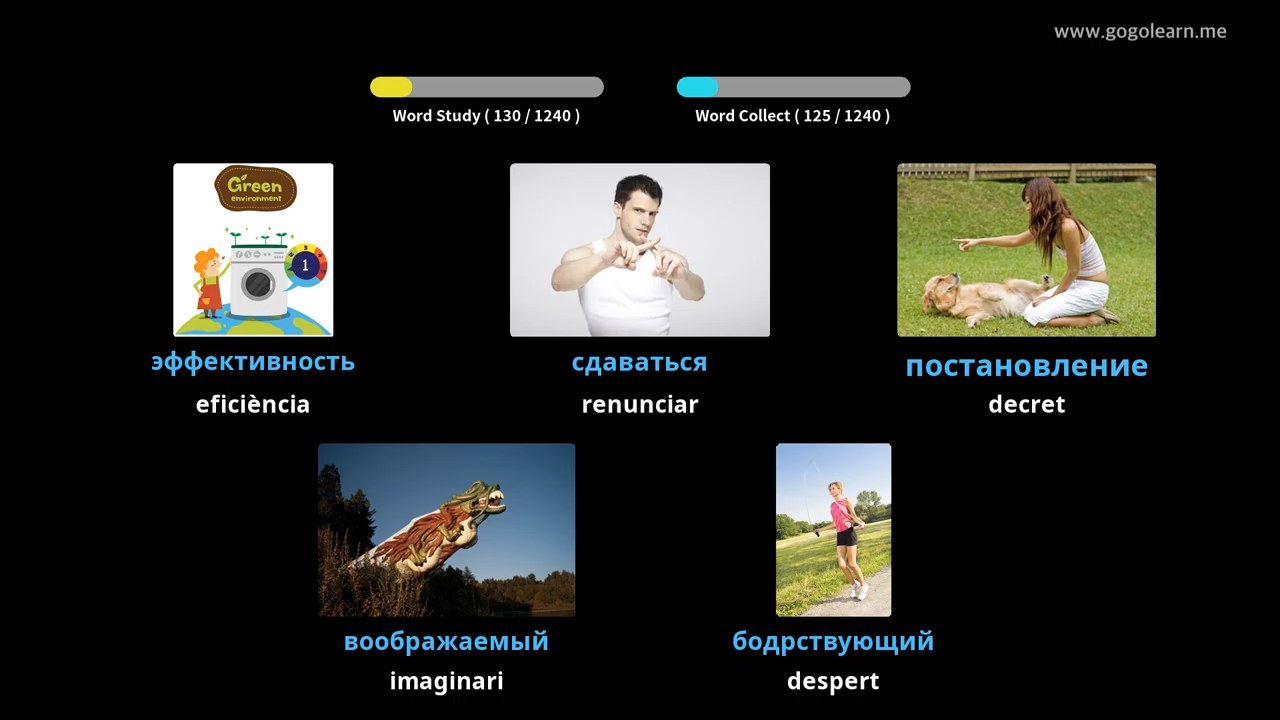 www.gogolearn.me
Word Study ( 130 / 1240 )
Word Collect ( 125 / 1240 )
Green
environment
1
эффективность
eficiència
сдаваться
renunciar
постановление
decret
воображаемый
imaginari
бодрствующий
despert